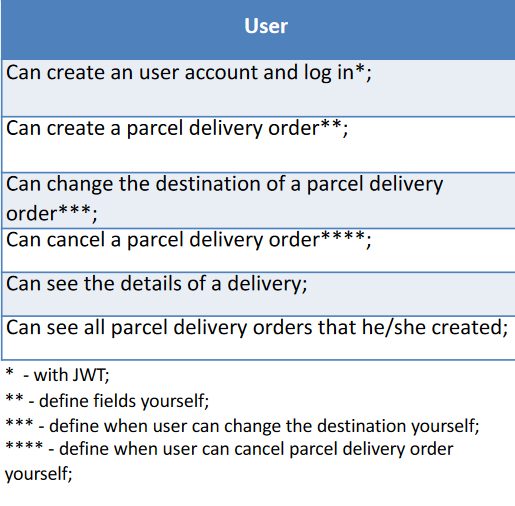 User
Can create an user account and log in*;
Can create a parcel delivery order**;
Can change the destination of a parcel delivery
order***;
Can cancel a parcel delivery order****;
Can see the details of a delivery;
Can see all parcel delivery orders that he/she created;
* - with JWT;
** - define fields yourself;
*** - define when user can change the destination yourself;
**** - define when user can cancel parcel delivery order
yourself;